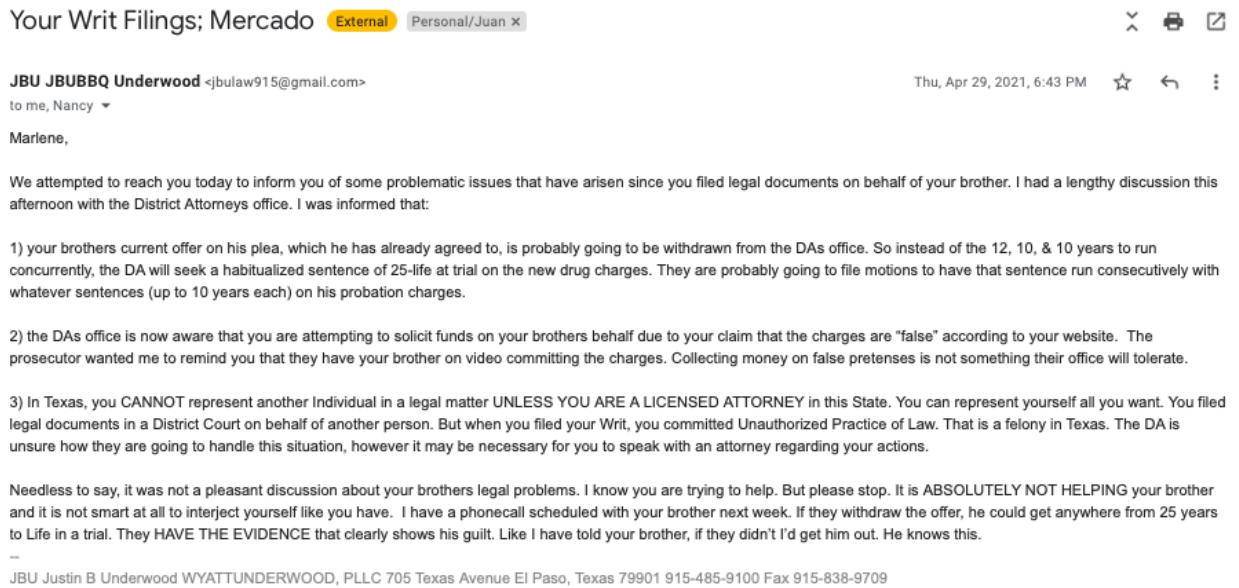 Your Writ Filings; Mercado External Personal/Juan ×
JBU JBUBBQ Underwood <jbulaw915@gmail.com> Thu, Apr 29, 2021, 6:43 PM
to me, Nancy
Marlene,
We attempted to reach you today to inform you of some problematic issues that have arisen since you filed legal documents on behalf of your brother. I had a lengthy discussion this
afternoon with the District Attorneys office. I was informed that:
1) your brothers current offer on his plea, which he has already agreed to, is probably going to be withdrawn from the DAs office. So instead of the 12, 10, & 10 years to run
concurrently, the DA will seek a habitualized sentence of 25-life at trial on the new drug charges. They are probably going to file motions to have that sentence run consecutively with
whatever sentences (up to 10 years each) on his probation charges.
2) the DAs office is now aware that you are attempting to solicit funds on your brothers behalf due to your claim that the charges are “false” according to your website.  The
prosecutor wanted me to remind you that they have your brother on video committing the charges. Collecting money on false pretenses is not something their office will tolerate.
3) In Texas, you CANNOT represent another Individual in a legal matter UNLESS YOU ARE A LICENSED ATTORNEY in this State. You can represent yourself all you want. You filed
legal documents in a District Court on behalf of another person. But when you filed your Writ, you committed Unauthorized Practice of Law. That is a felony in Texas. The DA is
unsure how they are going to handle this situation, however it may be necessary for you to speak with an attorney regarding your actions.
Needless to say, it was not a pleasant discussion about your brothers legal problems. I know you are trying to help. But please stop. It is ABSOLUTELY NOT HELPING your brother
and it is not smart at all to interject yourself like you have.  I have a phonecall scheduled with your brother next week. If they withdraw the offer, he could get anywhere from 25 years
to Life in a trial. They HAVE THE EVIDENCE that clearly shows his guilt. Like I have told your brother, if they didn’t I’d get him out. He knows this.
--
JBU Justin B Underwood WYATTUNDERWOOD, PLLC 705 Texas Avenue El Paso, Texas 79901 915-485-9100 Fax 915-838-9709